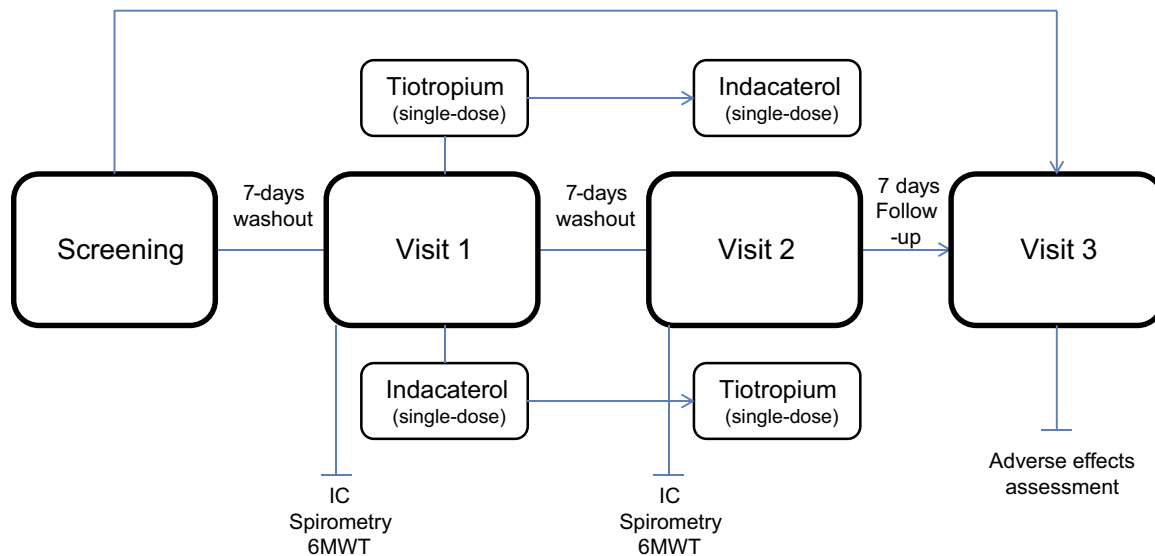 Tiotropium
(single-dose)
Indacaterol
(single-dose)
Screening
7-days
washout
Visit 1
7-days
washout
Visit 2
7 days
Follow
-up
Visit 3
Indacaterol
(single-dose)
Tiotropium
(single-dose)
IC
Spirometry
6MWT
IC
Spirometry
6MWT
Adverse effects
assessment